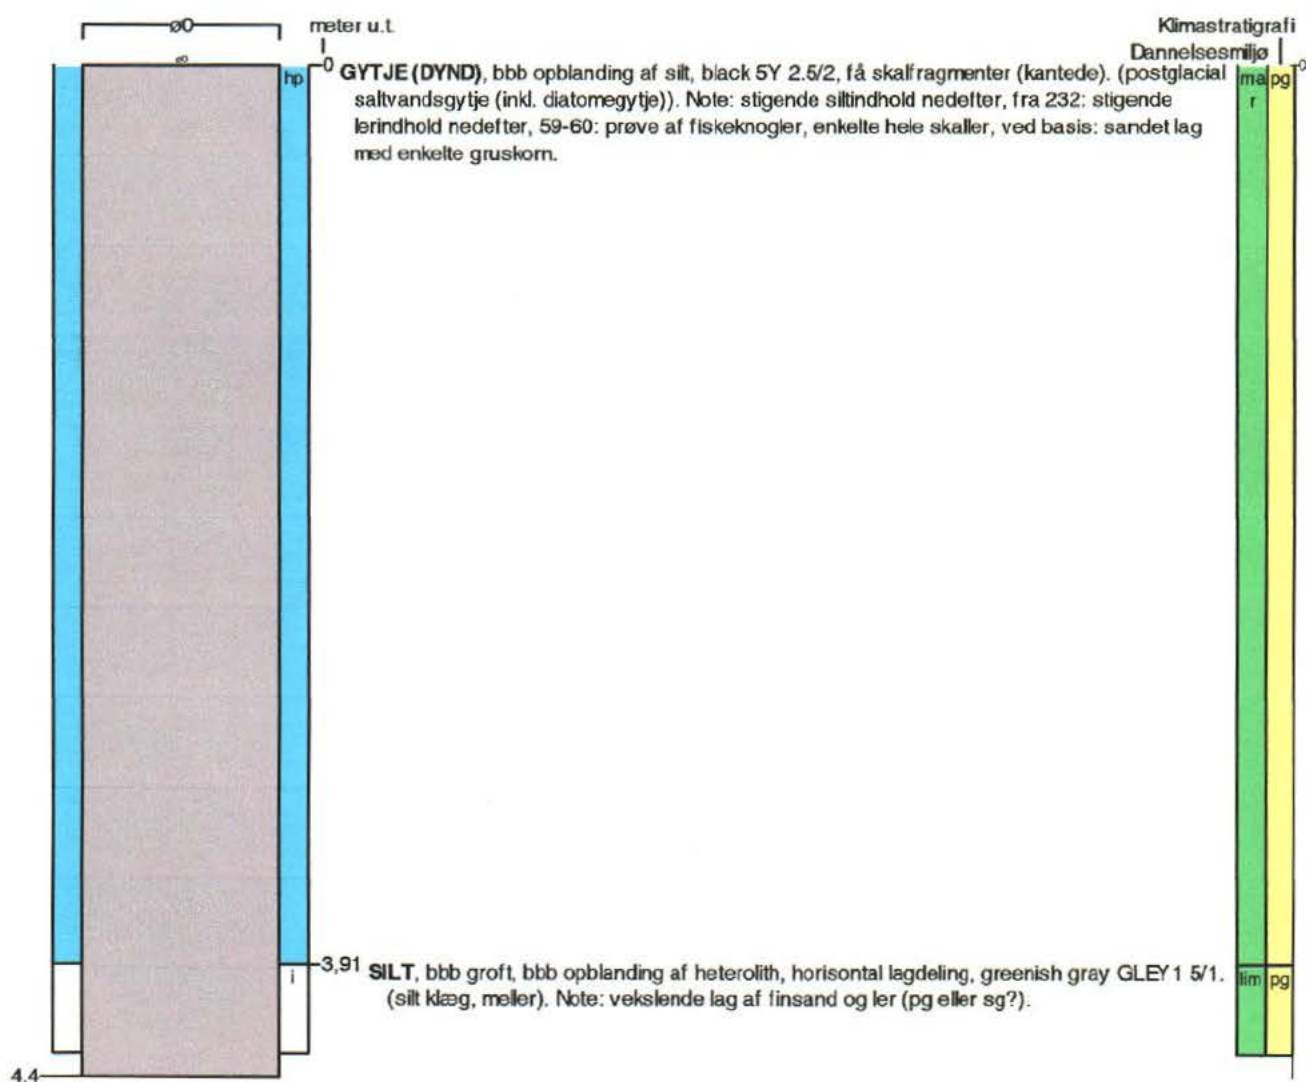 ø0
meter u.t.
Klimastratigrafi
Dannelsesmiljø
0
0
hp
GYTJE (DYND), bbb opblanding af silt, black 5Y 2.5/2, få skalfragmenter (kantede). (postglacial
saltvandsgytje (inkl. diatomegytje)). Note: stigende siltindhold nedefter, fra 232: stigende
lerindhold nedefter, 59-60: prøve af fiskeknogler, enkelte hele skaller, ved basis: sandet lag
med enkelte gruskorn.
ma
r
pg
3,91
i
SILT, bbb groft, bbb opblanding af heterolith, horisontal lagdeling, greenish gray GLEY1 5/1.
(silt klæg, meller). Note: vekslende lag af finsand og ler (pg eller sg?).
lim
pg
4.4